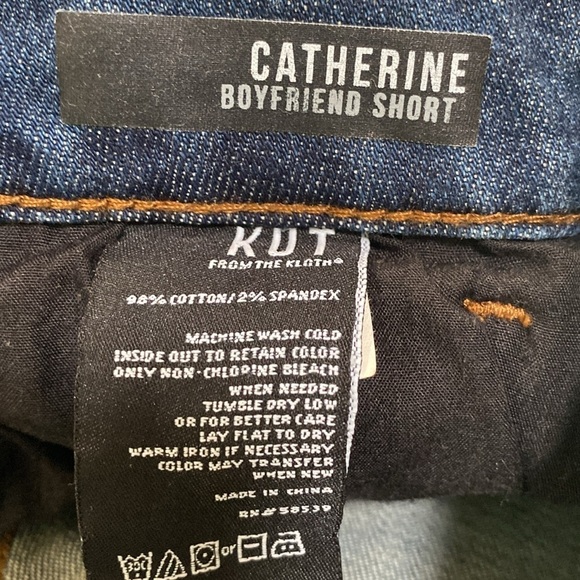 CATHERINE
BOYFRIEND SHORT
KUT
FROM THE KLOTH®
98% COTTON/2% SPANDEX
MACHINE WASH COLD
INSIDE OUT TO RETAIN COLOR
ONLY NON-CHLORINE BLEACH
WHEN NEEDED
TUMBLE DRY LOW
OR FOR BETTER CARE
LAY FLAT TO DRY
WARM IRON IF NECESSARY
COLOR MAY TRANSFER
WHEN NEW
MADE IN CHINA
RN# 58539
30C or